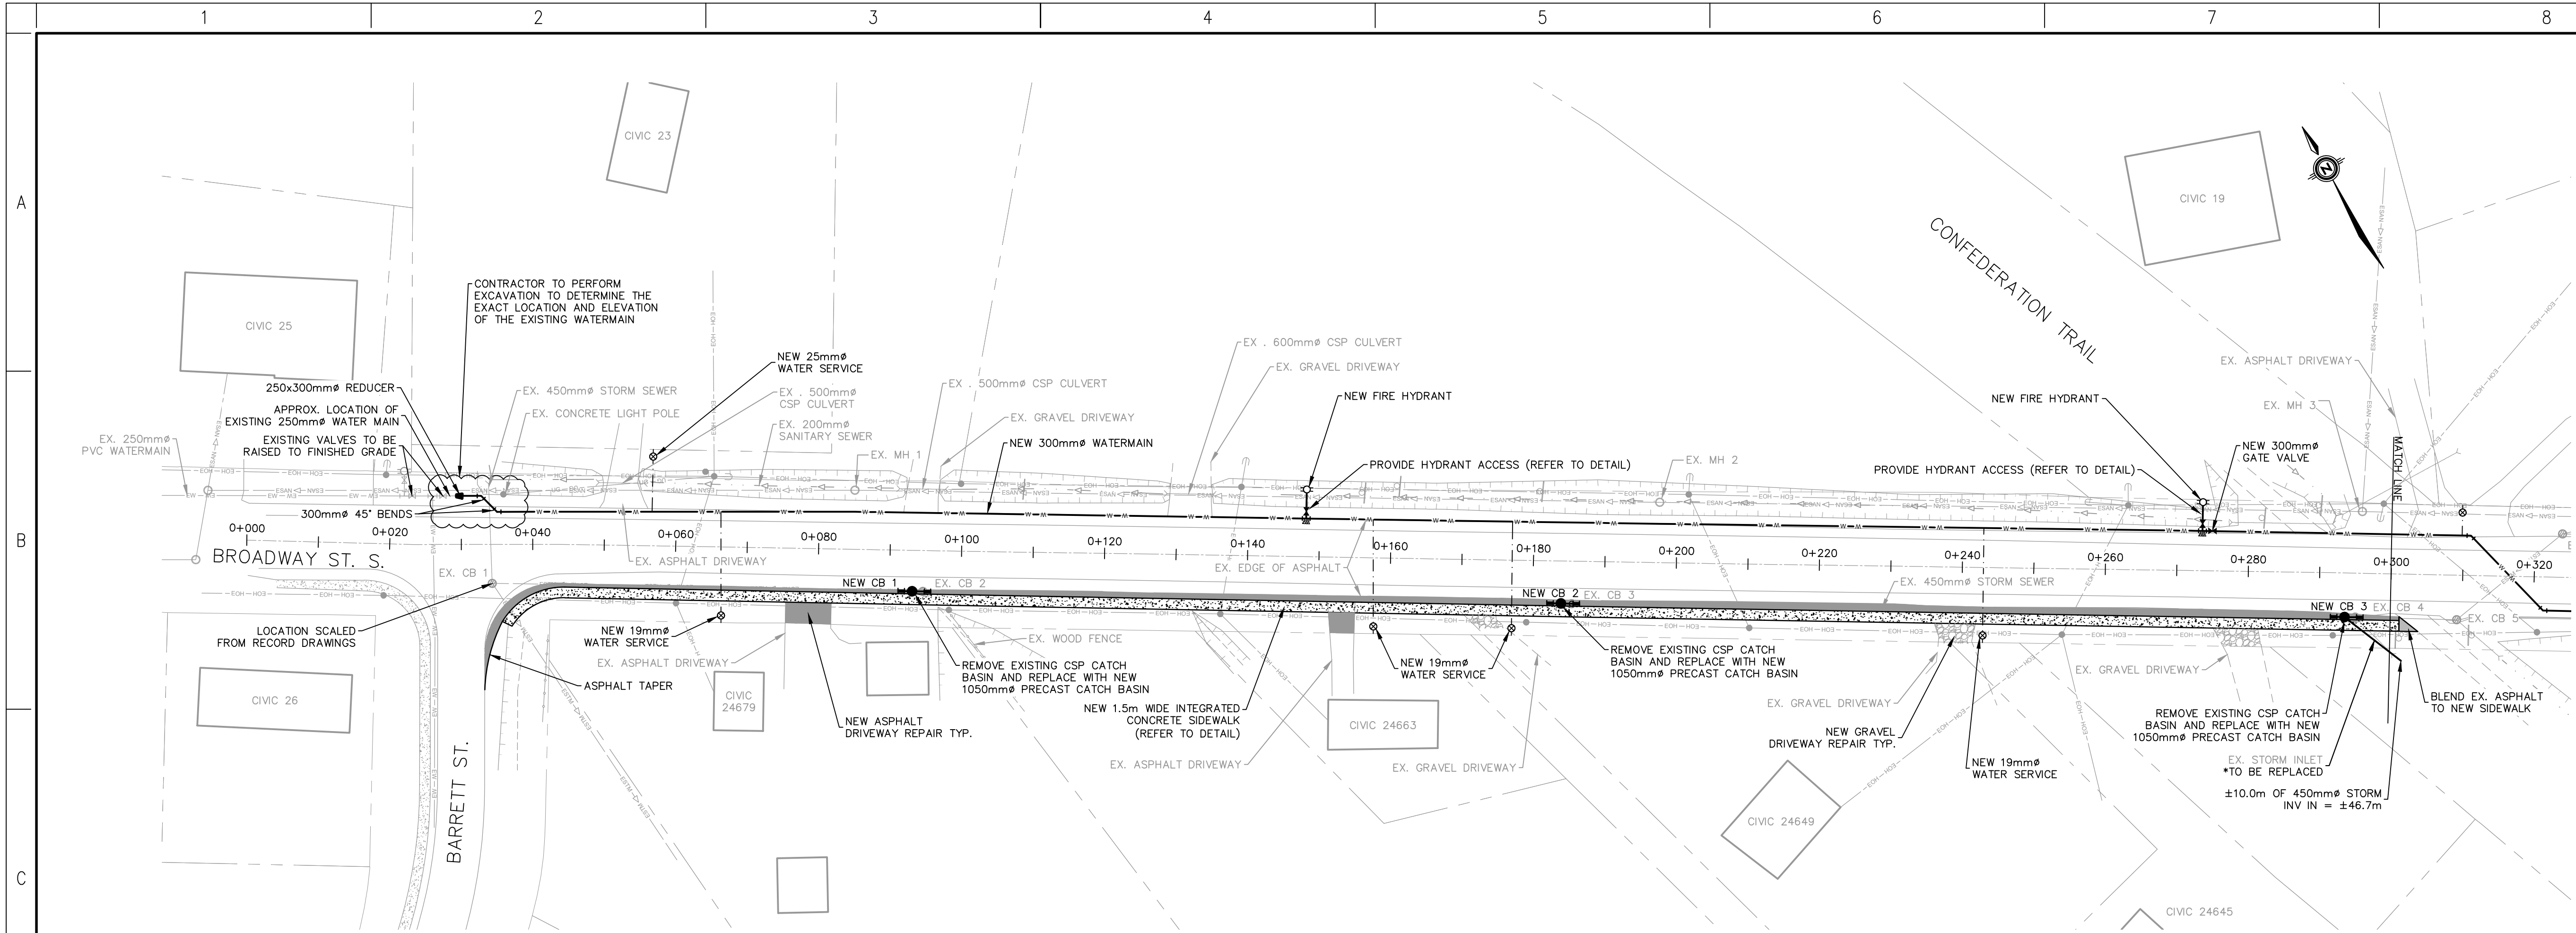 1
2
3
4
5
6
7
8
A
B
C
CIVIC 23
CIVIC 19
CIVIC 25
N
CONFEDERATION TRAIL
CONTRACTOR TO PERFORM
EXCAVATION TO DETERMINE THE
EXACT LOCATION AND ELEVATION
OF THE EXISTING WATERMAIN
250x300mmø REDUCER
APPROX. LOCATION OF
EXISTING 250mmø WATER MAIN
EXISTING VALVES TO BE
RAISED TO FINISHED GRADE
EX. 250mmø
PVC WATERMAIN
300mmø 45° BENDS
EX. 450mmø STORM SEWER
EX. CONCRETE LIGHT POLE
NEW 25mmø
WATER SERVICE
EX . 500mmø
CSP CULVERT
EX. 200mmø
SANITARY SEWER
EX. MH 1
EX . 500mmø CSP CULVERT
EX. GRAVEL DRIVEWAY
NEW 300mmø WATERMAIN
EX . 600mmø CSP CULVERT
EX. GRAVEL DRIVEWAY
NEW FIRE HYDRANT
PROVIDE HYDRANT ACCESS (REFER TO DETAIL)
EX. MH 2
NEW FIRE HYDRANT
PROVIDE HYDRANT ACCESS (REFER TO DETAIL)
NEW 300mmø
GATE VALVE
EX. ASPHALT DRIVEWAY
EX. MH 3
MATCH LINE
0+000
0+020
0+040
0+060
0+080
0+100
0+120
0+140
0+160
0+180
0+200
0+220
0+240
0+260
0+280
0+300
0+320
BROADWAY ST. S.
EX. CB 1
EX. ASPHALT DRIVEWAY
NEW CB 1
EX. CB 2
EX. EDGE OF ASPHALT
NEW CB 2
EX. CB 3
EX. 450mmø STORM SEWER
NEW CB 3
EX. CB 4
EX. CB 5
LOCATION SCALED
FROM RECORD DRAWINGS
NEW 19mmø
WATER SERVICE
EX. ASPHALT DRIVEWAY
ASPHALT TAPER
CIVIC 26
CIVIC
24679
NEW ASPHALT
DRIVEWAY REPAIR TYP.
EX. WOOD FENCE
REMOVE EXISTING CSP CATCH
BASIN AND REPLACE WITH NEW
1050mmø PRECAST CATCH BASIN
NEW 1.5m WIDE INTEGRATED
CONCRETE SIDEWALK
(REFER TO DETAIL)
EX. ASPHALT DRIVEWAY
CIVIC 24663
NEW 19mmø
WATER SERVICE
EX. GRAVEL DRIVEWAY
REMOVE EXISTING CSP CATCH
BASIN AND REPLACE WITH NEW
1050mmø PRECAST CATCH BASIN
EX. GRAVEL DRIVEWAY
NEW GRAVEL
DRIVEWAY REPAIR TYP.
NEW 19mmø
WATER SERVICE
EX. GRAVEL DRIVEWAY
REMOVE EXISTING CSP CATCH
BASIN AND REPLACE WITH NEW
1050mmø PRECAST CATCH BASIN
EX. STORM INLET
*TO BE REPLACED
±10.0m OF 450mmø STORM
INV IN = ±46.7m
BLEND EX. ASPHALT
TO NEW SIDEWALK
BARRETT ST.
CIVIC 24649
CIVIC 24645